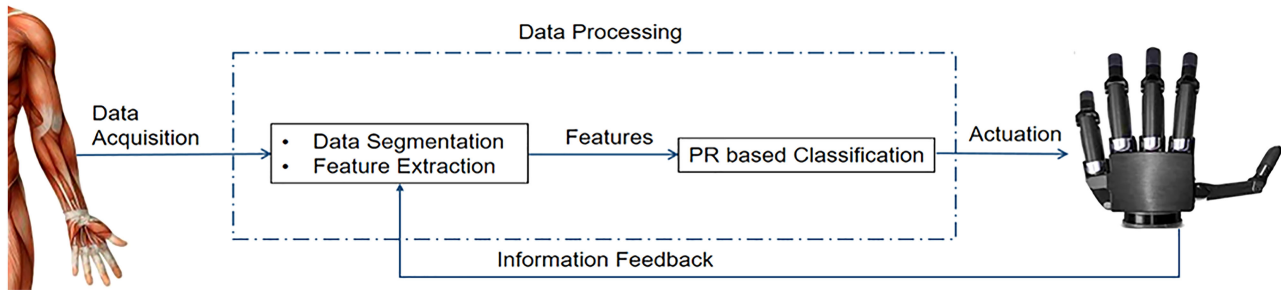 Data Processing
Data
Acquisition
• Data Segmentation
• Feature Extraction
Features
PR based Classification
Actuation
Information Feedback